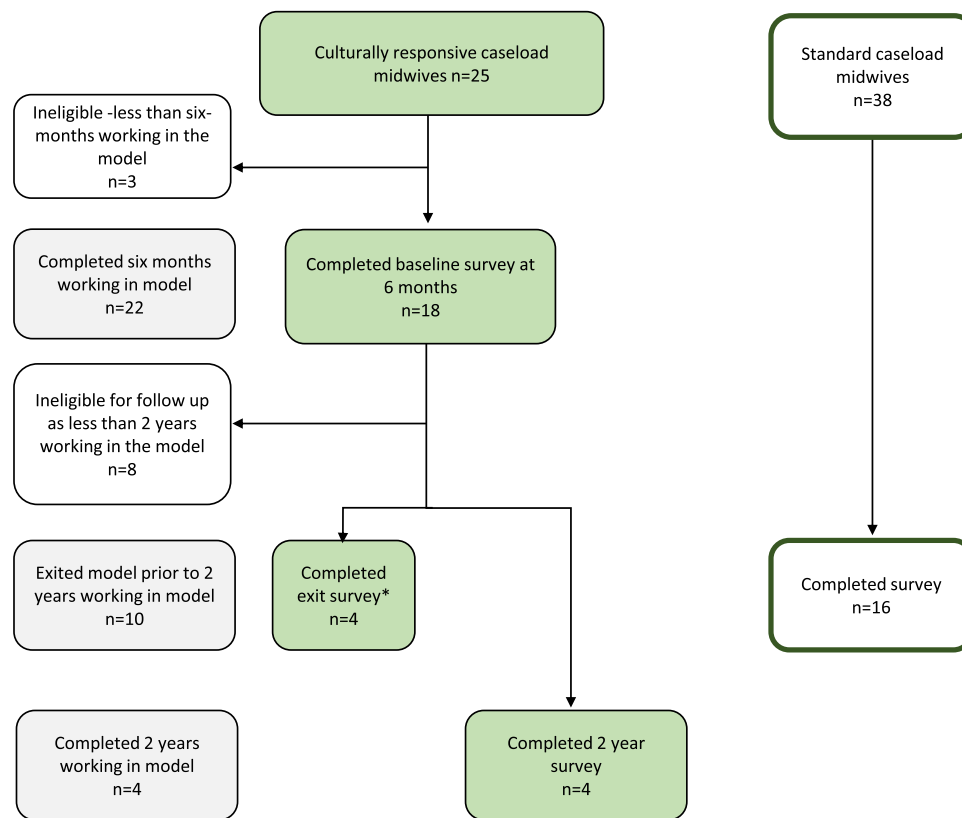 Culturally responsive caseload
midwives n=25
Standard caseload
midwives
n=38
Ineligible -less than six-
months working in the
model
n=3
Completed six months
working in model
n=22
Completed baseline survey at
6 months
n=18
Ineligible for follow up
as less than 2 years
working in the model
n=8
Exited model prior to 2
years working in model
n=10
Completed
exit survey*
n=4
Completed survey
n=16
Completed 2 years
working in model
n=4
Completed 2 year
survey
n=4